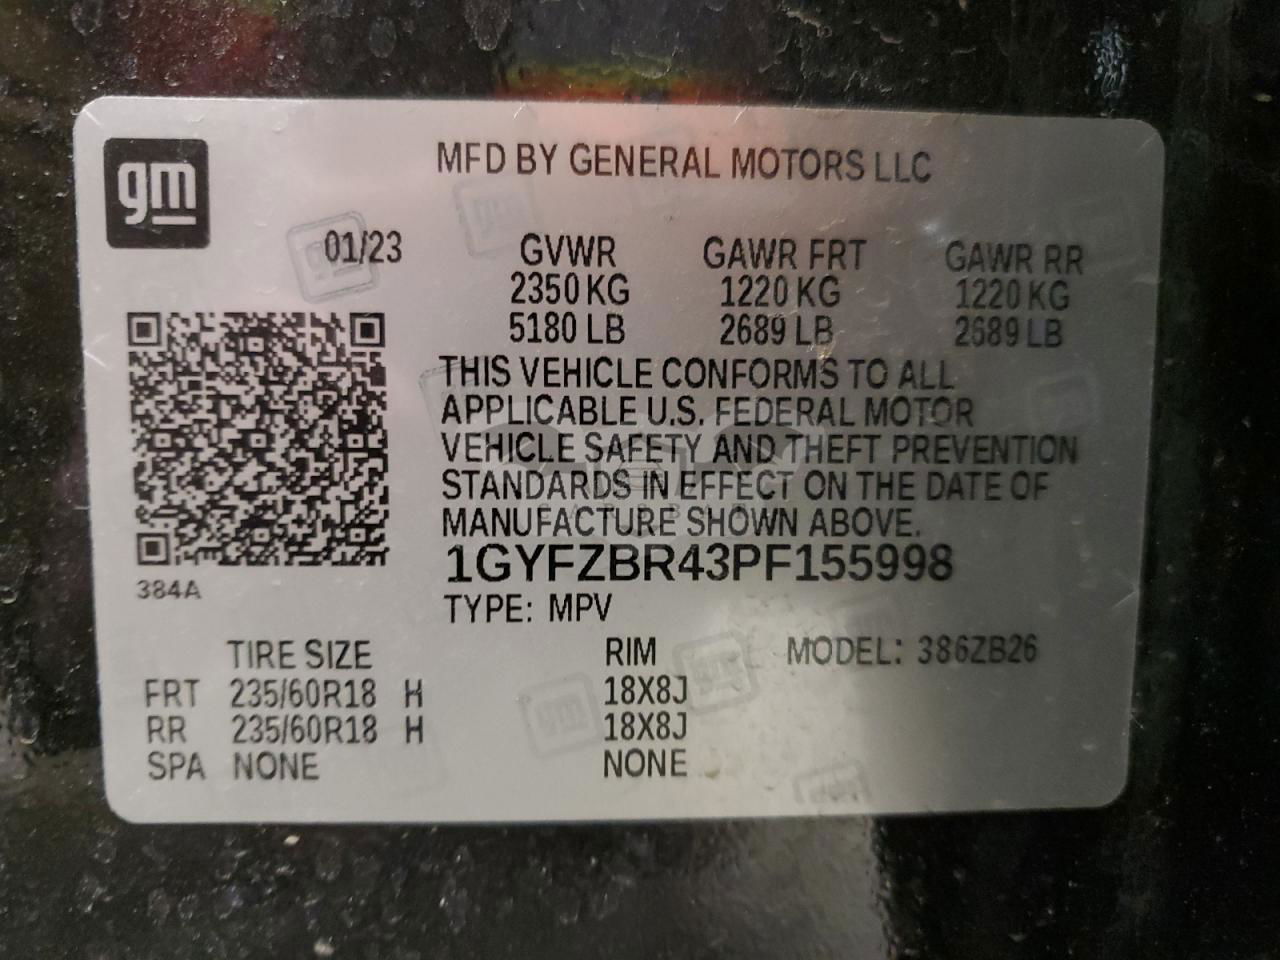 gm
MFD BY GENERAL MOTORS LLC
01/23 GVWR GAWR FRT GAWR RR
2350 KG 1220 KG 1220 KG
5180 LB 2689 LB 2689 LB
THIS VEHICLE CONFORMS TO ALL
APPLICABLE U.S. FEDERAL MOTOR
VEHICLE SAFETY AND THEFT PREVENTION
STANDARDS IN EFFECT ON THE DATE OF
MANUFACTURE SHOWN ABOVE.
1GYFZBR43PF155998
384A
TYPE: MPV
TIRE SIZE RIM MODEL: 386ZB26
FRT 235/60R18 H 18X8J
RR 235/60R18 H 18X8J
SPA NONE NONE